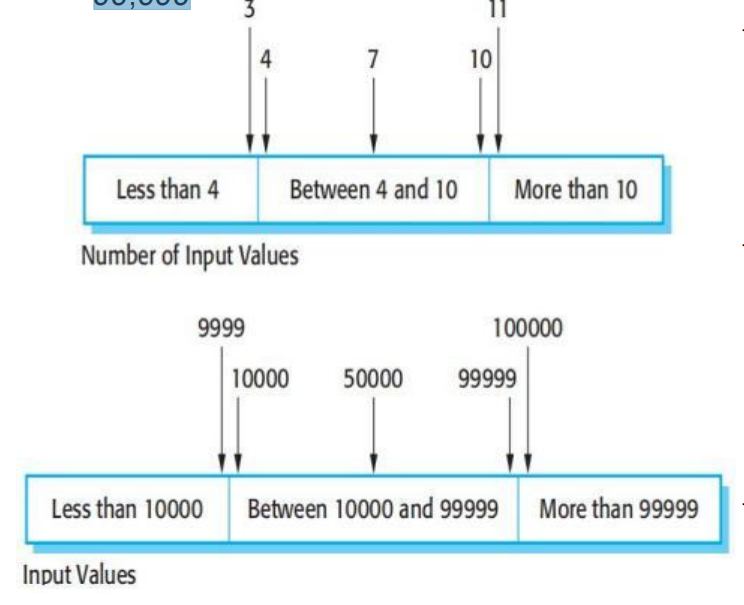 3 11
4 7 10
Less than 4 Between 4 and 10 More than 10
Number of Input Values
9999 100000
10000 50000 99999
Less than 10000 Between 10000 and 99999 More than 99999
Input Values